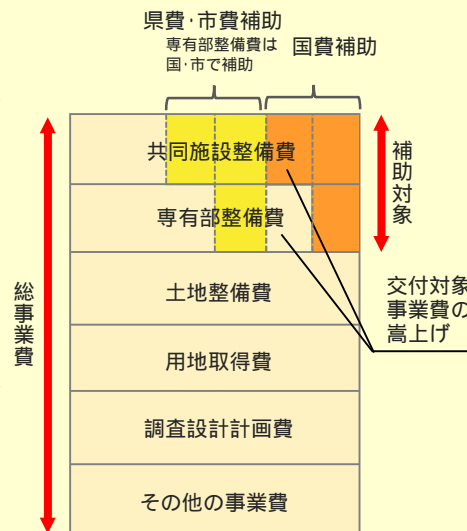 県費・市費補助
専有部整備費は
国・市で補助
国費補助
共同施設整備費
専有部整備費
土地整備費
用地取得費
調査設計計画費
その他の事業費
総事業費
補助対象
交付対象
事業費の
嵩上げ